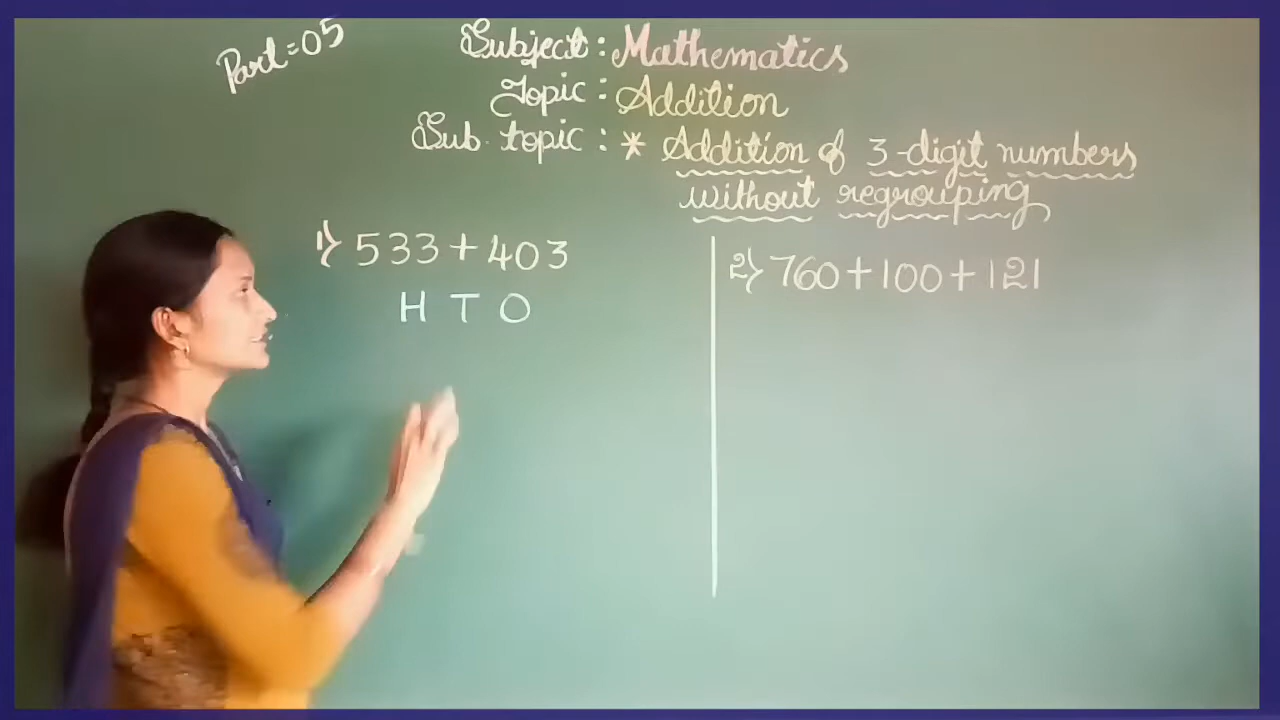 Part=05
Subject: Mathematics
Topic: Addition
Sub topic: * Addition of 3-digit numbers
without regrouping
1) 533+403
H T O
2) 760+100+121